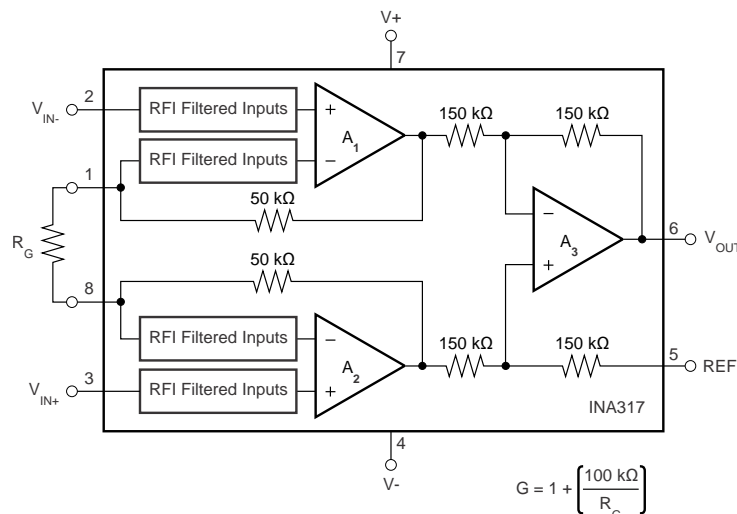 V+
7
2
V_IN-
RFI Filtered Inputs
+
A_1
150 kΩ
150 kΩ
RFI Filtered Inputs
−
1
50 kΩ
R_G
−
A_3
+
6
V_OUT
8
50 kΩ
RFI Filtered Inputs
−
A_2
150 kΩ
150 kΩ
5
REF
3
V_IN+
RFI Filtered Inputs
+
INA317
4
V-
G = 1 + [100 kΩ / R_G]